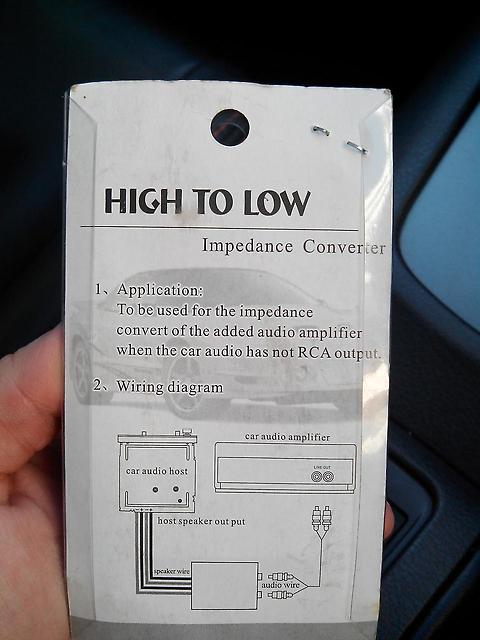 HIGH TO LOW
Impedance Converter
1、Application:
To be used for the impedance
convert of the added audio amplifier
when the car audio has not RCA output.
2、Wiring diagram
car audio amplifier
car audio host
LINE OUT
host speaker out put
speaker wire
audio wire